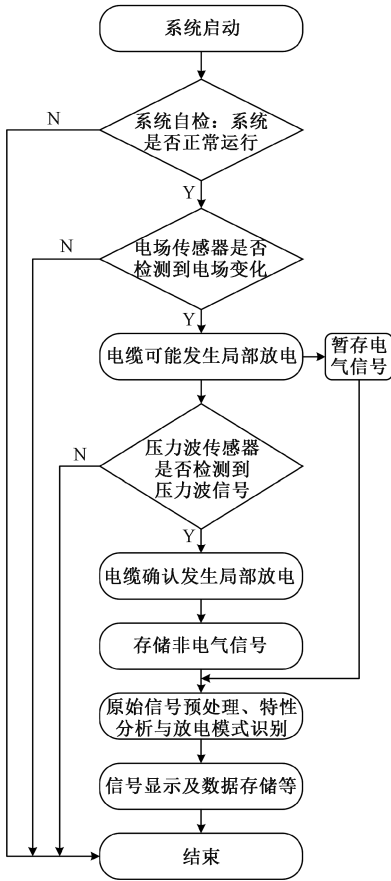 系统启动
系统自检：系统
是否正常运行
N
Y
电场传感器是否
检测到电场变化
N
Y
电缆可能发生局部放电
暂存电
气信号
压力波传感器
是否检测到
压力波信号
N
Y
电缆确认发生局部放电
存储非电气信号
原始信号预处理、特性
分析与放电模式识别
信号显示及数据存储等
结束